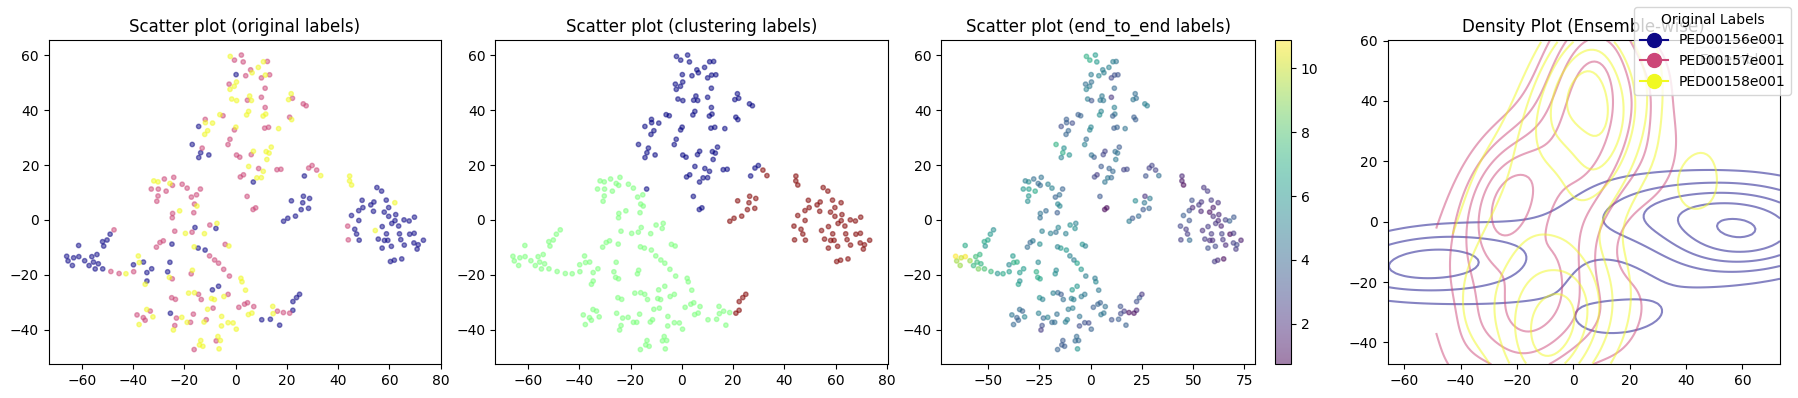 Scatter plot (original labels)
60
40
20
0
−20
−40
−60 −40 −20 0 20 40 60 80
Scatter plot (clustering labels)
60
40
20
0
−20
−40
−60 −40 −20 0 20 40 60 80
Scatter plot (end_to_end labels)
60
40
20
0
−20
−40
−50 −25 0 25 50 75
10
8
6
4
2
Density Plot (Ensemble-wise)
60
40
20
0
−20
−40
−60 −40 −20 0 20 40 60
Original Labels
PED00156e001
PED00157e001
PED00158e001